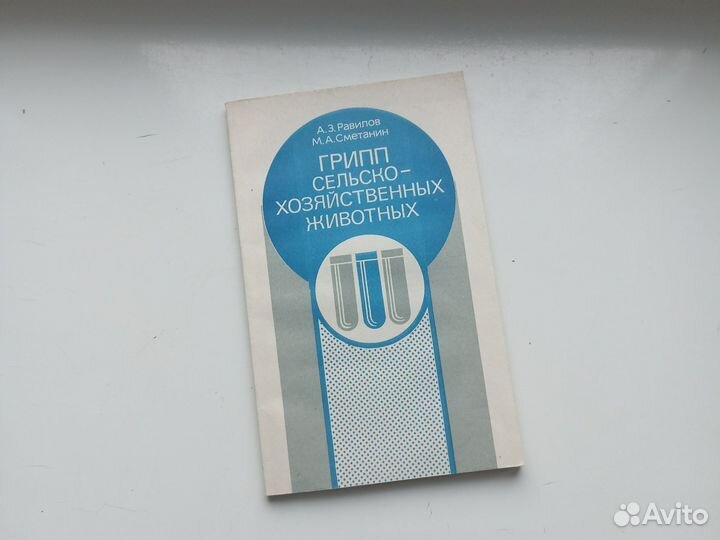 А.З.Равилов
М.А.Сметанин
ГРИПП
СЕЛЬСКО-
ХОЗЯЙСТВЕННЫХ
ЖИВОТНЫХ
Avito